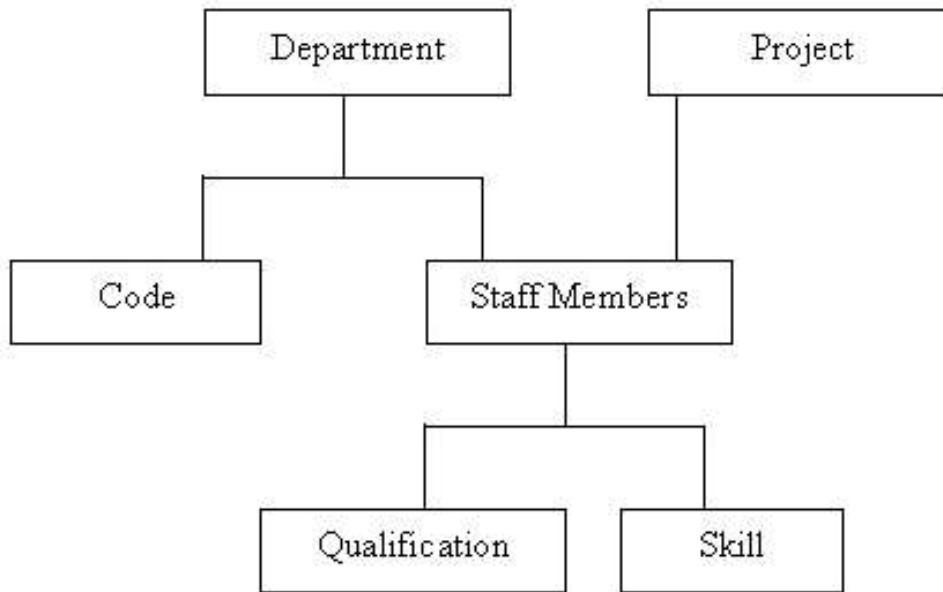 Department
Project
Code
Staff Members
Qualification
Skill